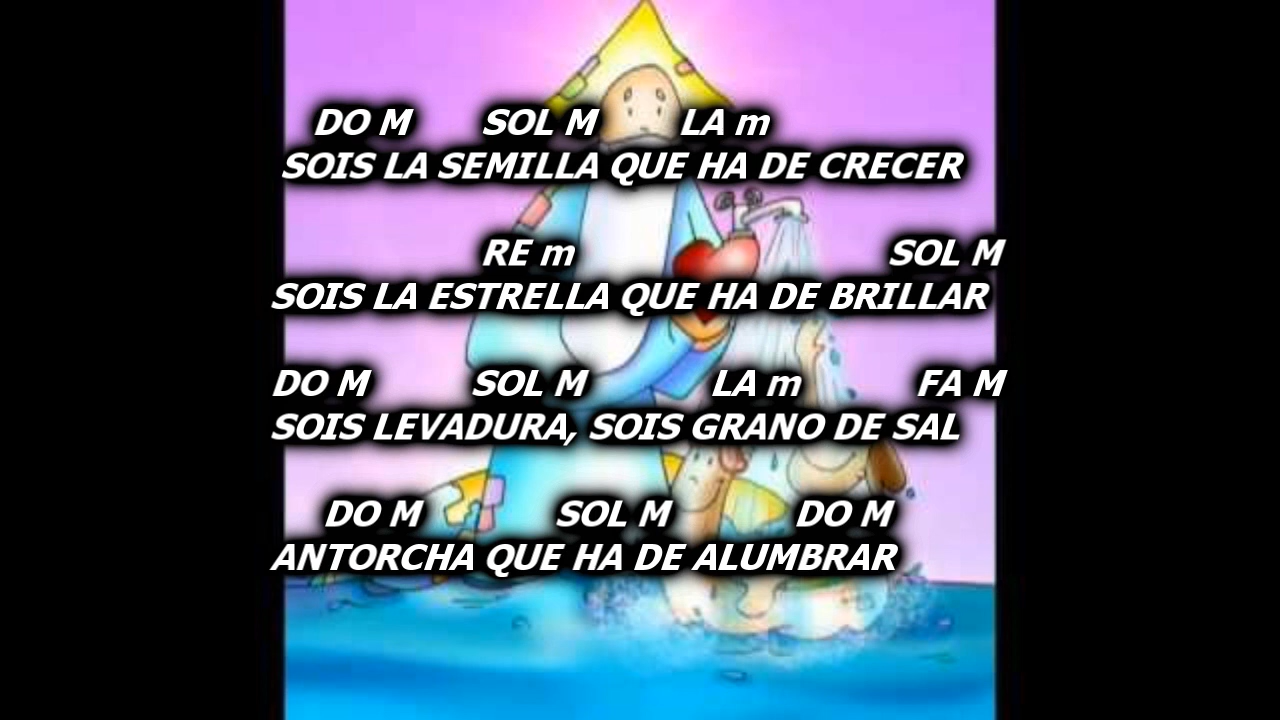 DO M SOL M LA m
SOIS LA SEMILLA QUE HA DE CRECER
RE m SOL M
SOIS LA ESTRELLA QUE HA DE BRILLAR
DO M SOL M LA m FA M
SOIS LEVADURA, SOIS GRANO DE SAL
DO M SOL M DO M
ANTORCHA QUE HA DE ALUMBRAR